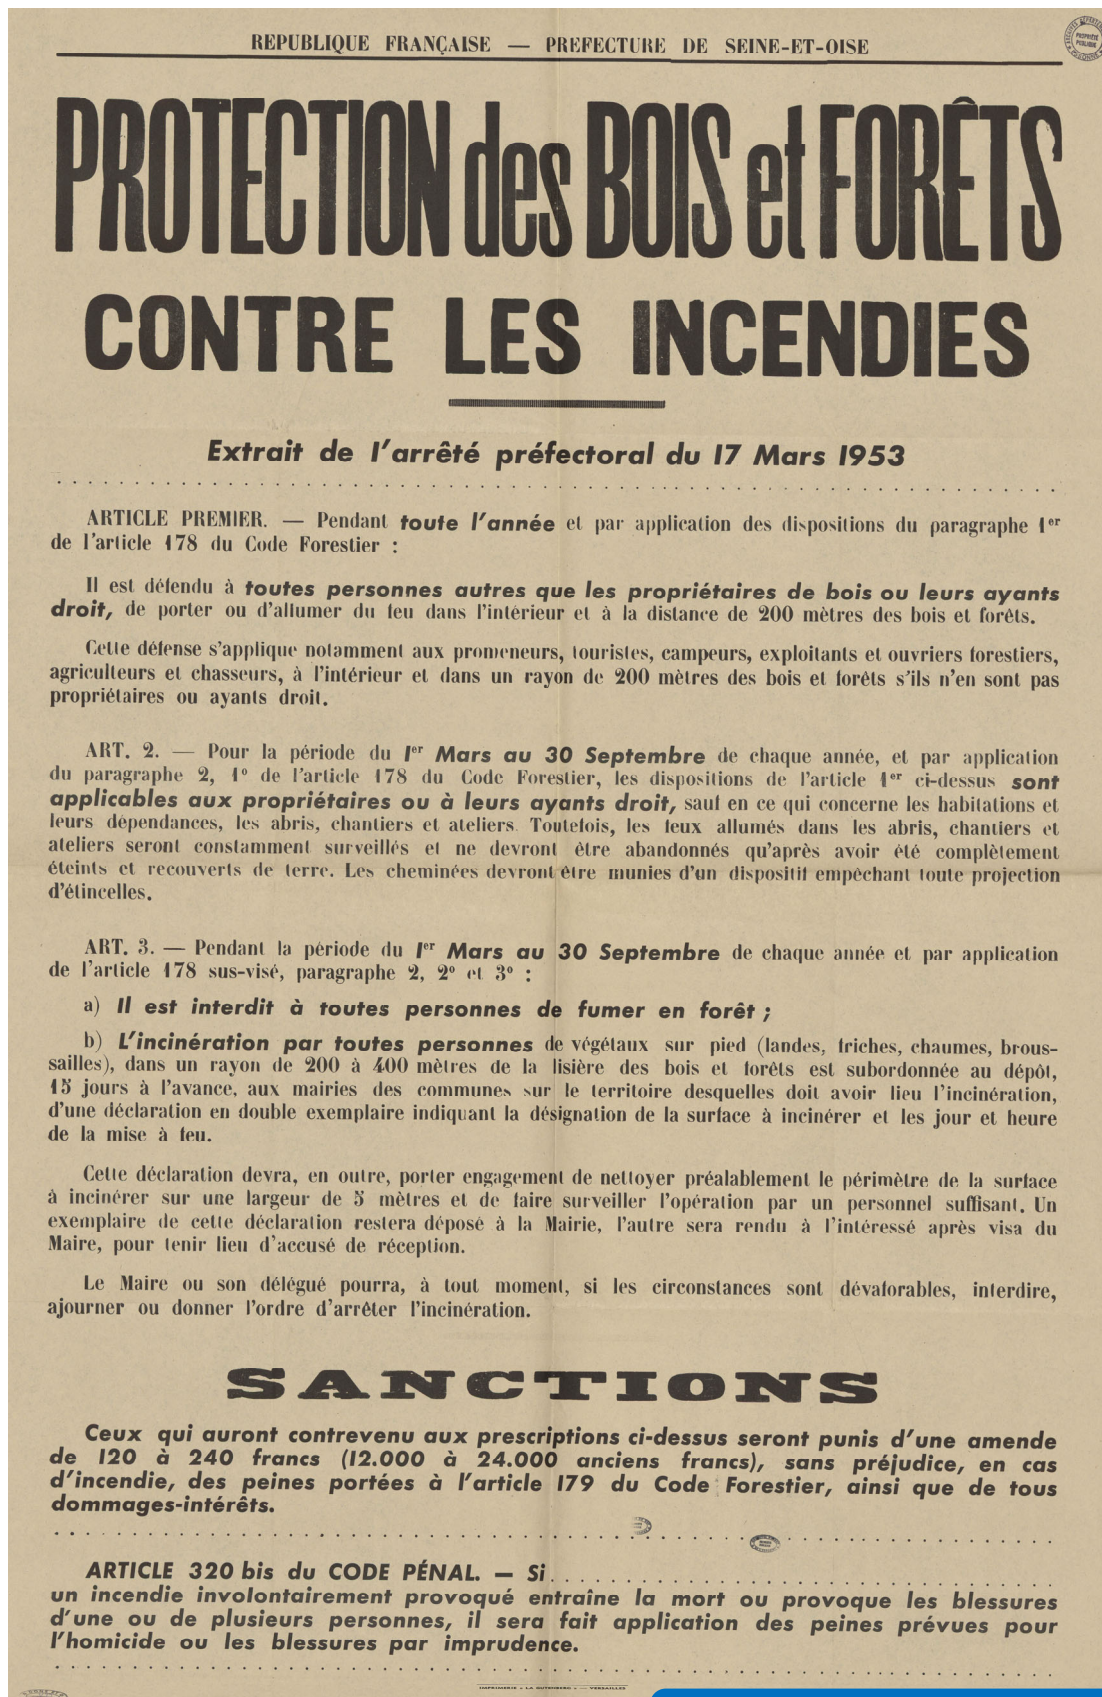 REPUBLIQUE FRANÇAISE — PREFECTURE DE SEINE-ET-OISE
PROTECTION des BOIS et FORÊTS
CONTRE LES INCENDIES
Extrait de l'arrêté préfectoral du 17 Mars 1953
ARTICLE PREMIER. — Pendant toute l'année et par application des dispositions du paragraphe 1er
de l'article 178 du Code Forestier :
Il est défendu à toutes personnes autres que les propriétaires de bois ou leurs ayants
droit, de porter ou d'allumer du feu dans l'intérieur et à la distance de 200 mètres des bois et forêts.
Cette défense s'applique notamment aux promeneurs, touristes, campeurs, exploitants et ouvriers forestiers,
agriculteurs et chasseurs, à l'intérieur et dans un rayon de 200 mètres des bois et forêts s'ils n'en sont pas
propriétaires ou ayants droit.
ART. 2. — Pour la période du 1er Mars au 30 Septembre de chaque année, et par application
du paragraphe 2, 1° de l'article 178 du Code Forestier, les dispositions de l'article 1er ci-dessus sont
applicables aux propriétaires ou à leurs ayants droit, sauf en ce qui concerne les habitations et
leurs dépendances, les abris, chantiers et ateliers. Toutefois, les feux allumés dans les abris, chantiers et
ateliers seront constamment surveillés et ne devront être abandonnés qu'après avoir été complètement
éteints et recouverts de terre. Les cheminées devront être munies d'un dispositif empêchant toute projection
d'étincelles.
ART. 3. — Pendant la période du 1er Mars au 30 Septembre de chaque année et par application
de l'article 178 sus-visé, paragraphe 2, 2° et 3° :
a) Il est interdit à toutes personnes de fumer en forêt ;
b) L'incinération par toutes personnes de végétaux sur pied (landes, friches, chaumes, brous-
sailles), dans un rayon de 200 à 400 mètres de la lisière des bois et forêts est subordonnée au dépôt,
15 jours à l'avance, aux mairies des communes sur le territoire desquelles doit avoir lieu l'incinération,
d'une déclaration en double exemplaire indiquant la désignation de la surface à incinérer et les jour et heure
de la mise à feu.
Cette déclaration devra, en outre, porter engagement de nettoyer préalablement le périmètre de la surface
à incinérer sur une largeur de 5 mètres et de faire surveiller l'opération par un personnel suffisant. Un
exemplaire de cette déclaration restera déposé à la Mairie, l'autre sera rendu à l'intéressé après visa du
Maire, pour tenir lieu d'accusé de réception.
Le Maire ou son délégué pourra, à tout moment, si les circonstances sont défavorables, interdire,
ajourner ou donner l'ordre d'arrêter l'incinération.
SANCTIONS
Ceux qui auront contrevenu aux prescriptions ci-dessus seront punis d'une amende
de 120 à 240 francs (12.000 à 24.000 anciens francs), sans préjudice, en cas
d'incendie, des peines portées à l'article 179 du Code Forestier, ainsi que de tous
dommages-intérêts.
ARTICLE 320 bis du CODE PÉNAL. — Si
un incendie involontairement provoqué entraîne la mort ou provoque les blessures
d'une ou de plusieurs personnes, il sera fait application des peines prévues pour
l'homicide ou les blessures par imprudence.
IMPRIMERIE « LA GUTENBERG » — VERSAILLES
PROPRIÉTÉ
PUBLIQUE